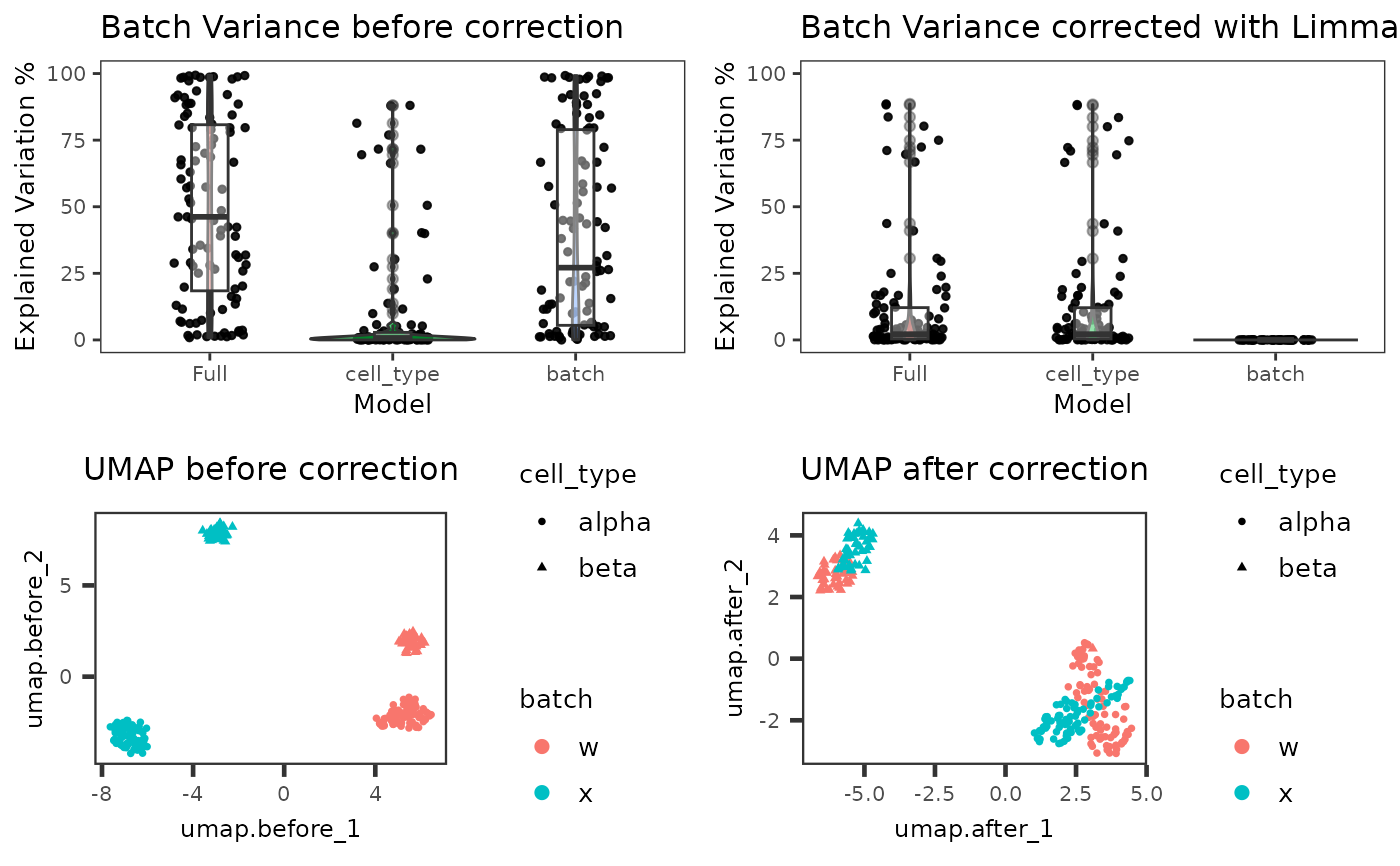 Batch Variance before correction
Explained Variation %
100
75
50
25
0
Full cell_type batch
Model
Batch Variance corrected with Limma
Explained Variation %
100
75
50
25
0
Full cell_type batch
Model
UMAP before correction
umap.before_2
5
0
-8 -4 0 4
umap.before_1
cell_type
alpha
beta
batch
w
x
UMAP after correction
umap.after_2
4
2
0
-2
-5.0 -2.5 0.0 2.5 5.0
umap.after_1
cell_type
alpha
beta
batch
w
x